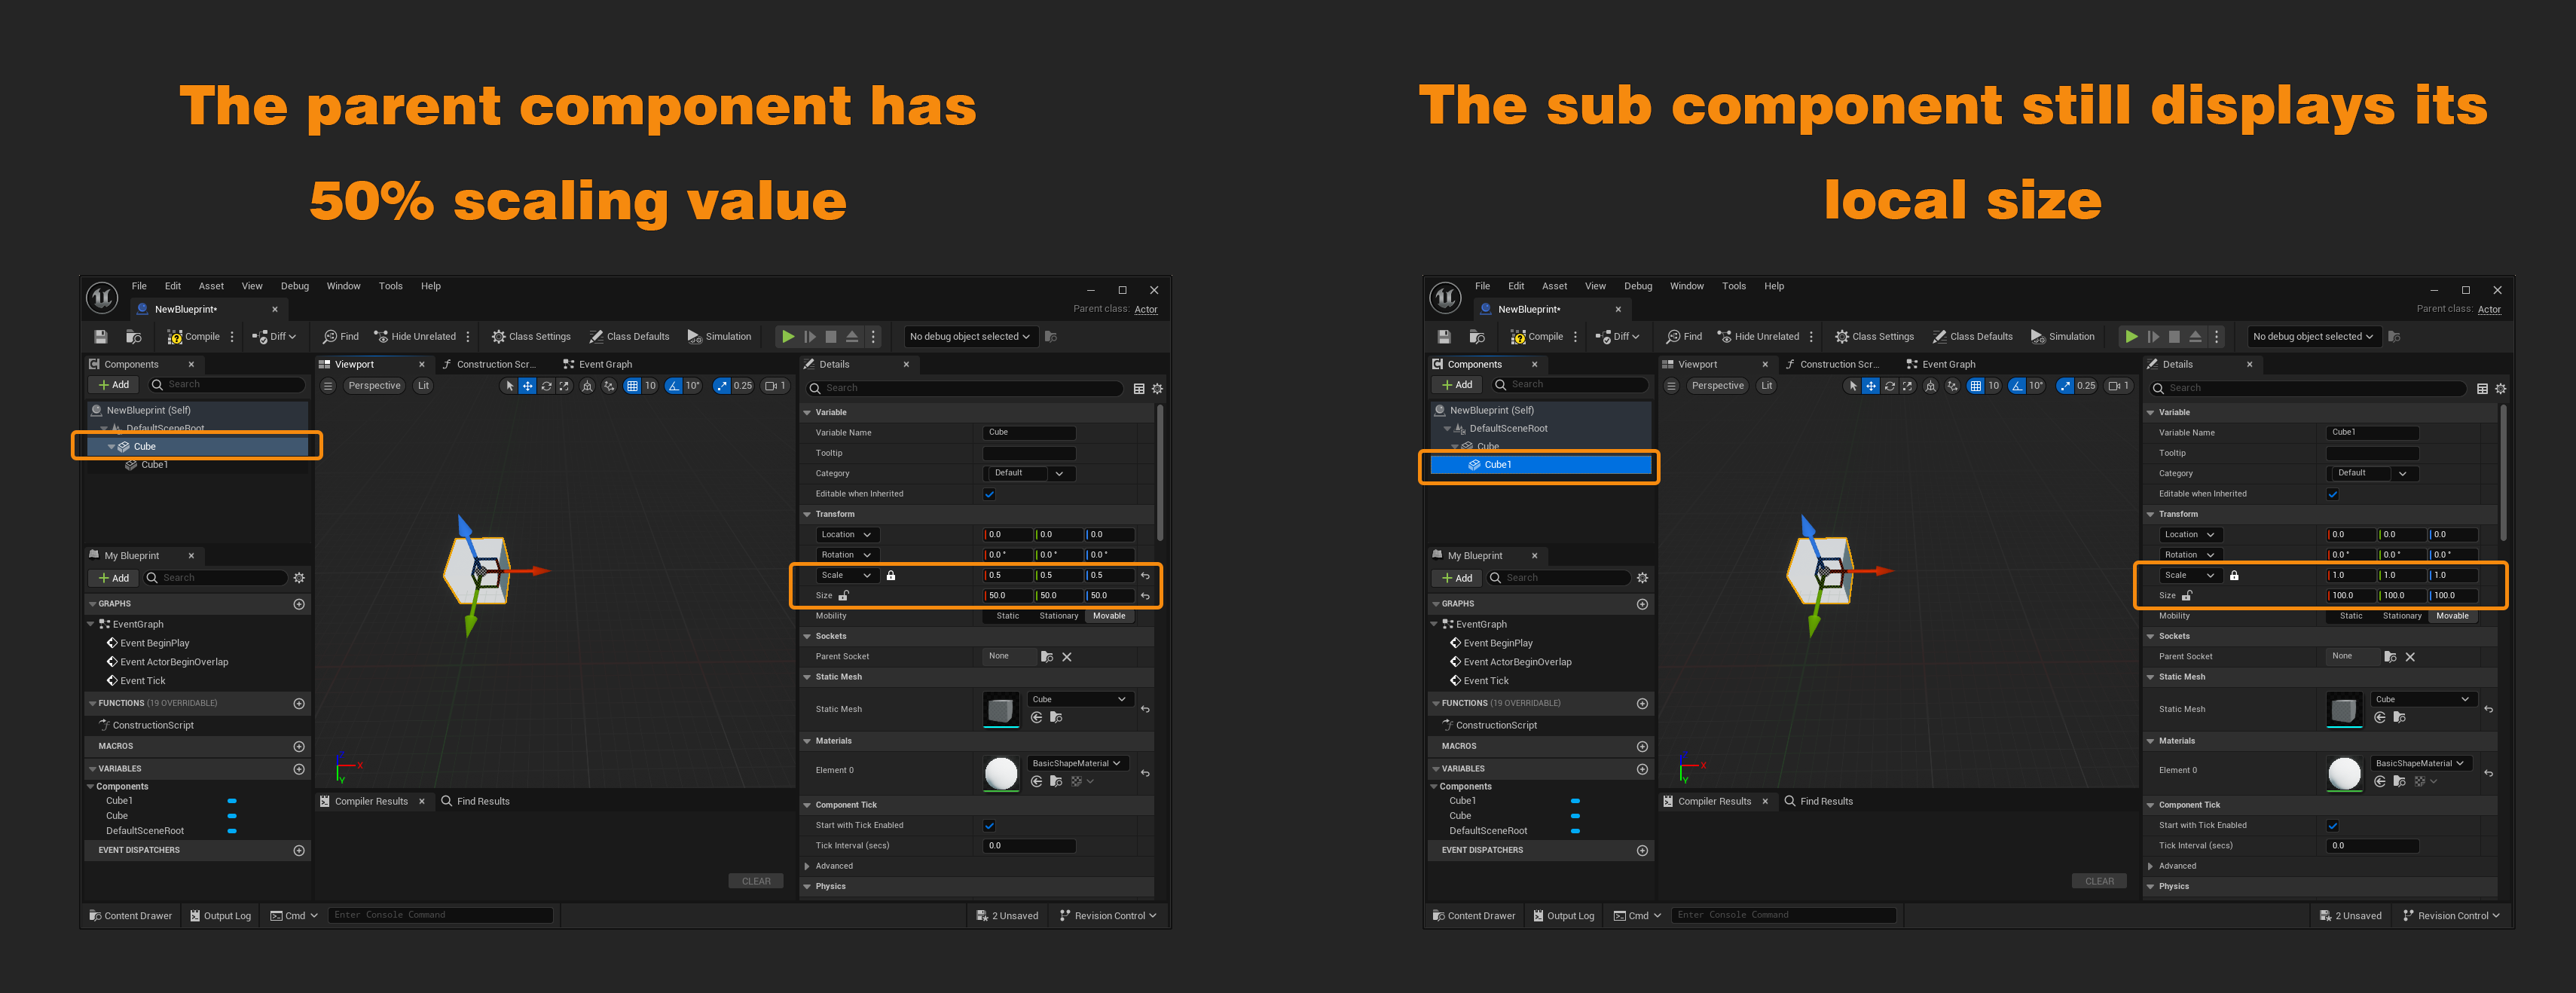 The parent component has
50% scaling value
The sub component still displays its
local size
File Edit Asset View Debug Window Tools Help
NewBlueprint*
Parent class: Actor
Compile Diff Find Hide Unrelated Class Settings Class Defaults Simulation No debug object selected
Components Viewport Construction Scr... Event Graph Details
Add Search Perspective Lit 10 10° 0.25 1 Search
NewBlueprint (Self)
DefaultSceneRoot
Cube
Cube1
My Blueprint
Add Search
GRAPHS
EventGraph
Event BeginPlay
Event ActorBeginOverlap
Event Tick
FUNCTIONS (19 OVERRIDABLE)
ConstructionScript
MACROS
VARIABLES
Components
Cube1
Cube
DefaultSceneRoot
EVENT DISPATCHERS
X
Y
Compiler Results Find Results
CLEAR
Variable
Variable Name Cube
Tooltip
Category Default
Editable when Inherited
Transform
Location 0.0 0.0 0.0
Rotation 0.0° 0.0° 0.0°
Scale 0.5 0.5 0.5
Size 50.0 50.0 50.0
Mobility Static Stationary Movable
Sockets
Parent Socket None
Static Mesh
Static Mesh Cube
Materials
Element 0 BasicShapeMaterial
Component Tick
Start with Tick Enabled
Tick Interval (secs) 0.0
Advanced
Physics
Content Drawer Output Log Cmd Enter Console Command 2 Unsaved Revision Control
File Edit Asset View Debug Window Tools Help
NewBlueprint*
Parent class: Actor
Compile Diff Find Hide Unrelated Class Settings Class Defaults Simulation No debug object selected
Components Viewport Construction Scr... Event Graph Details
Add Search Perspective Lit 10 10° 0.25 1 Search
NewBlueprint (Self)
DefaultSceneRoot
Cube
Cube1
My Blueprint
Add Search
GRAPHS
EventGraph
Event BeginPlay
Event ActorBeginOverlap
Event Tick
FUNCTIONS (19 OVERRIDABLE)
ConstructionScript
MACROS
VARIABLES
Components
Cube1
Cube
DefaultSceneRoot
EVENT DISPATCHERS
X
Y
Compiler Results Find Results
CLEAR
Variable
Variable Name Cube1
Tooltip
Category Default
Editable when Inherited
Transform
Location 0.0 0.0 0.0
Rotation 0.0° 0.0° 0.0°
Scale 1.0 1.0 1.0
Size 100.0 100.0 100.0
Mobility Static Stationary Movable
Sockets
Parent Socket None
Static Mesh
Static Mesh Cube
Materials
Element 0 BasicShapeMaterial
Component Tick
Start with Tick Enabled
Tick Interval (secs) 0.0
Advanced
Physics
Content Drawer Output Log Cmd Enter Console Command 2 Unsaved Revision Control